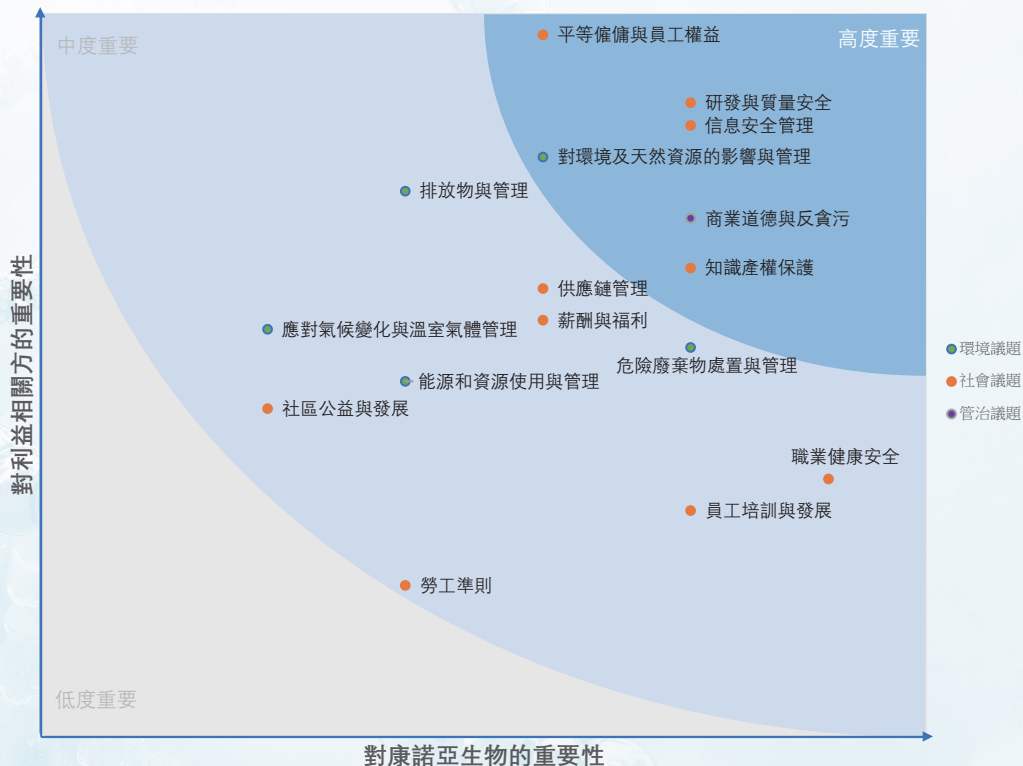 平等僱傭與員工權益
高度重要
中度重要
研發與質量安全
信息安全管理
對環境及天然資源的影響與管理
排放物與管理
商業道德與反貪污
知識產權保護
供應鏈管理
薪酬與福利
應對氣候變化與溫室氣體管理
危險廢棄物處置與管理
能源和資源使用與管理
社區公益與發展
職業健康安全
員工培訓與發展
勞工準則
低度重要
對利益相關方的重要性
對康諾亞生物的重要性
環境議題
社會議題
管治議題